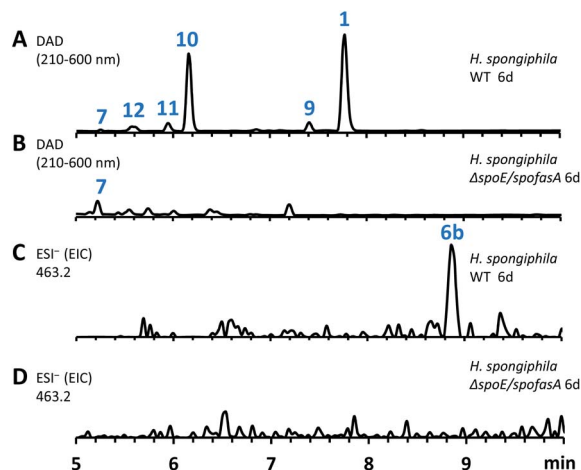 A
DAD
(210-600 nm)
7
12
11
10
9
1
H. spongiphila
WT 6d
B
DAD
(210-600 nm)
7
H. spongiphila
ΔspoE/spofasA 6d
C
ESI⁻ (EIC)
463.2
6b
H. spongiphila
WT 6d
D
ESI⁻ (EIC)
463.2
H. spongiphila
ΔspoE/spofasA 6d
5 6 7 8 9 min